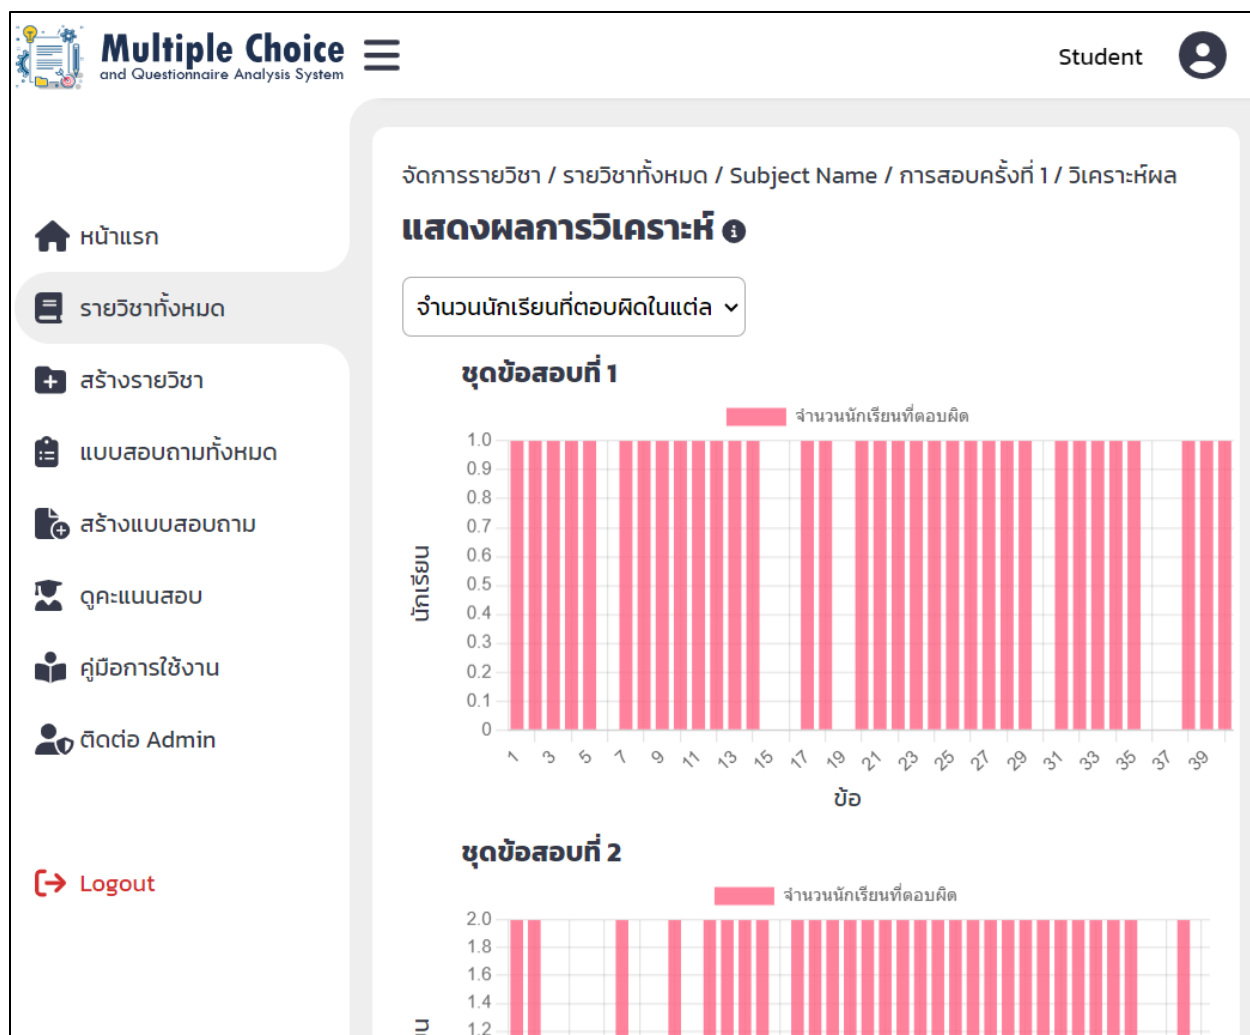 Multiple Choice
and Questionnaire Analysis System
Student
หน้าแรก
รายวิชาทั้งหมด
สร้างรายวิชา
แบบสอบถามทั้งหมด
สร้างแบบสอบถาม
ดูคะแนนสอบ
คู่มือการใช้งาน
ติดต่อ Admin
Logout
จัดการรายวิชา / รายวิชาทั้งหมด / Subject Name / การสอบครั้งที่ 1 / วิเคราะห์ผล
แสดงผลการวิเคราะห์
จำนวนนักเรียนที่ตอบผิดในแต่ล
ชุดข้อสอบที่ 1
จำนวนนักเรียนที่ตอบผิด
1.0
0.9
0.8
0.7
0.6
0.5
0.4
0.3
0.2
0.1
0
นักเรียน
1 3 5 7 9 11 13 15 17 19 21 23 25 27 29 31 33 35 37 39
ข้อ
ชุดข้อสอบที่ 2
จำนวนนักเรียนที่ตอบผิด
2.0
1.8
1.6
1.4
1.2